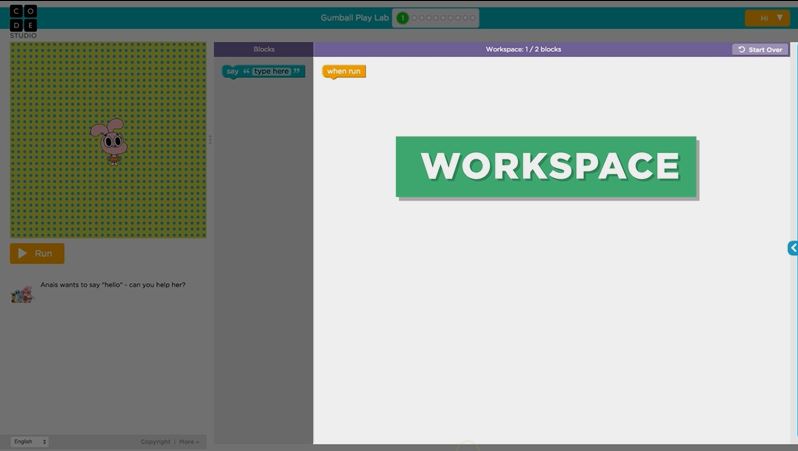 C O
D E
STUDIO
Gumball Play Lab 1
Hi
Blocks
Workspace: 1 / 2 blocks
Start Over
say “ type here ”
when run
WORKSPACE
Run
Anais wants to say "hello" - can you help her?
English
Copyright | More